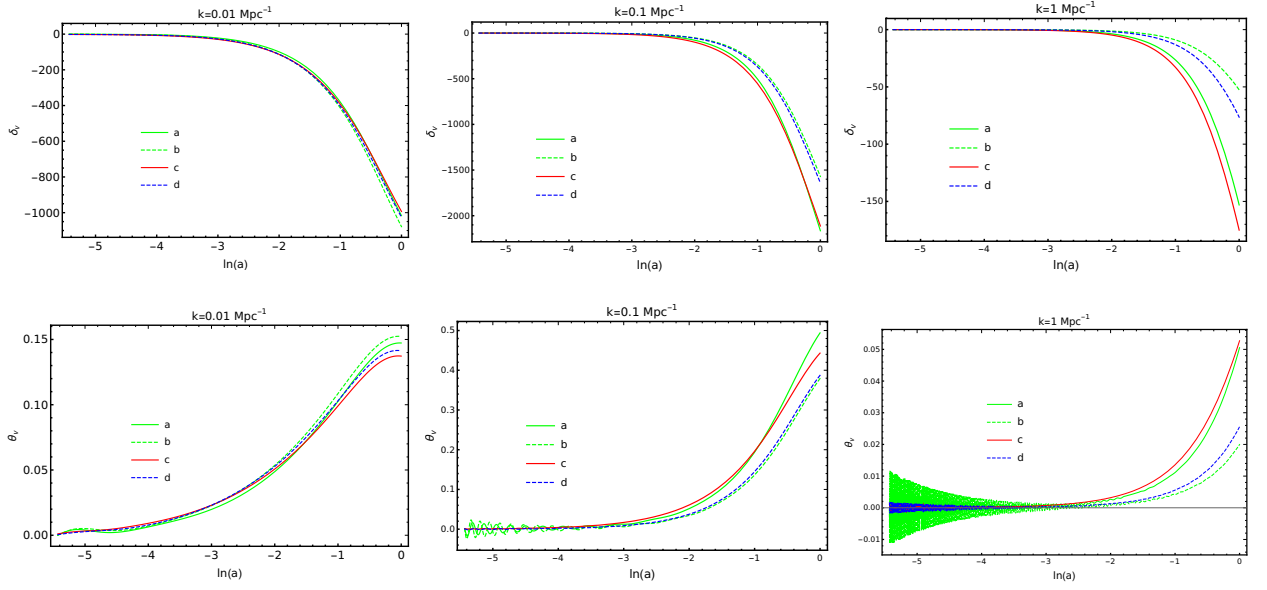 k=0.01 Mpc⁻¹
0
−200
−400
−600
−800
−1000
δᵥ
a
b
c
d
−5 −4 −3 −2 −1 0
ln(a)
k=0.1 Mpc⁻¹
0
−500
−1000
−1500
−2000
δᵥ
a
b
c
d
−5 −4 −3 −2 −1 0
ln(a)
k=1 Mpc⁻¹
0
−50
−100
−150
δᵥ
a
b
c
d
−5 −4 −3 −2 −1 0
ln(a)
k=0.01 Mpc⁻¹
0.15
0.10
0.05
0.00
θᵥ
a
b
c
d
−5 −4 −3 −2 −1 0
ln(a)
k=0.1 Mpc⁻¹
0.5
0.4
0.3
0.2
0.1
0.0
θᵥ
a
b
c
d
−5 −4 −3 −2 −1 0
ln(a)
k=1 Mpc⁻¹
0.05
0.04
0.03
0.02
0.01
0.00
−0.01
θᵥ
a
b
c
d
−5 −4 −3 −2 −1 0
ln(a)